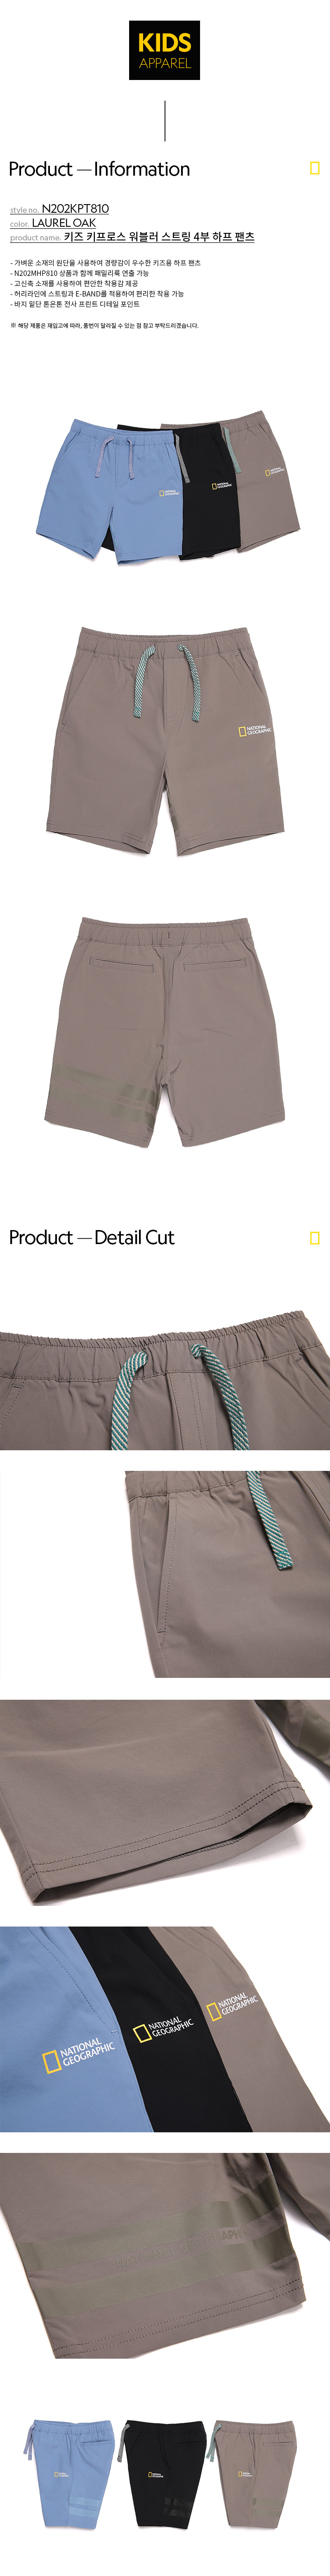 KIDS
APPAREL
Product — Information
style no. N202KPT810
color. LAUREL OAK
product name. 키즈 키프로스 워블러 스트링 4부 하프 팬츠
- 가벼운 소재의 원단을 사용하여 경량감이 우수한 키즈용 하프 팬츠
- N202MHP810 상품과 함께 패밀리룩 연출 가능
- 고신축 소재를 사용하여 편안한 착용감 제공
- 허리라인에 스트링과 E-BAND를 적용하여 편리한 착용 가능
- 바지 밑단 톤온톤 전사 프린트 디테일 포인트
※ 해당 제품은 재입고에 따라, 품번이 달라질 수 있는 점 참고 부탁드리겠습니다.
NATIONAL
GEOGRAPHIC
NATIONAL
GEOGRAPHIC
NATIONAL
GEOGRAPHIC
NATIONAL
GEOGRAPHIC
Product — Detail Cut
NATIONAL
GEOGRAPHIC
NATIONAL
GEOGRAPHIC
NATIONAL
GEOGRAPHIC